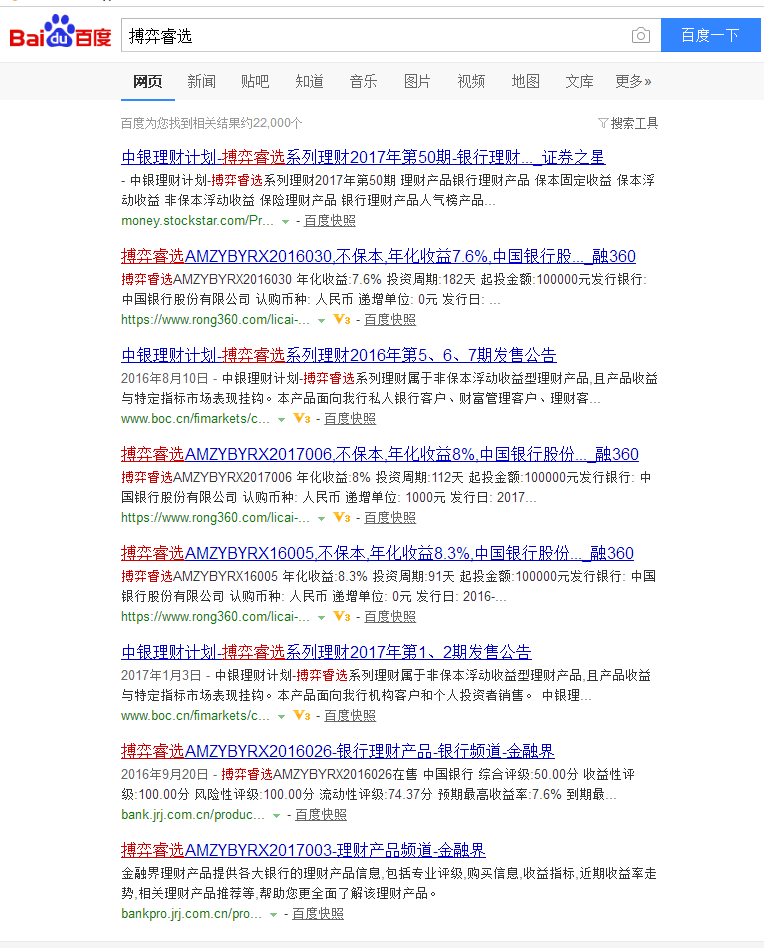 Bai du 百度 搏弈睿选 百度一下
网页 新闻 贴吧 知道 音乐 图片 视频 地图 文库 更多»
百度为您找到相关结果约22,000个 搜索工具
中银理财计划-搏弈睿选系列理财2017年第50期-银行理财..._证券之星
- 中银理财计划-搏弈睿选系列理财2017年第50期 理财产品银行理财产品 保本固定收益 保本浮
动收益 非保本浮动收益 保险理财产品 银行理财产品人气榜产品...
money.stockstar.com/Pr... - 百度快照
搏弈睿选AMZYBYRX2016030,不保本,年化收益7.6%,中国银行股..._融360
搏弈睿选AMZYBYRX2016030 年化收益:7.6% 投资周期:182天 起投金额:100000元发行银行:
中国银行股份有限公司 认购币种: 人民币 递增单位: 0元 发行日: ...
https://www.rong360.com/licai-... V3 - 百度快照
中银理财计划-搏弈睿选系列理财2016年第5、6、7期发售公告
2016年8月10日 - 中银理财计划-搏弈睿选系列理财属于非保本浮动收益型理财产品,且产品收益
与特定指标市场表现挂钩。本产品面向我行私人银行客户、财富管理客户、理财客...
www.boc.cn/fimarkets/c... V3 - 百度快照
搏弈睿选AMZYBYRX2017006,不保本,年化收益8%,中国银行股份..._融360
搏弈睿选AMZYBYRX2017006 年化收益:8% 投资周期:112天 起投金额:100000元发行银行: 中
国银行股份有限公司 认购币种: 人民币 递增单位: 1000元 发行日: 2017...
https://www.rong360.com/licai-... V3 - 百度快照
搏弈睿选AMZYBYRX16005,不保本,年化收益8.3%,中国银行股份..._融360
搏弈睿选AMZYBYRX16005 年化收益:8.3% 投资周期:91天 起投金额:100000元发行银行: 中国
银行股份有限公司 认购币种: 人民币 递增单位: 0元 发行日: 2016-...
https://www.rong360.com/licai-... V3 - 百度快照
中银理财计划-搏弈睿选系列理财2017年第1、2期发售公告
2017年1月3日 - 中银理财计划-搏弈睿选系列理财属于非保本浮动收益型理财产品,且产品收益
与特定指标市场表现挂钩。本产品面向我行机构客户和个人投资者销售。 中银理...
www.boc.cn/fimarkets/c... V3 - 百度快照
搏弈睿选AMZYBYRX2016026-银行理财产品-银行频道-金融界
2016年9月20日 - 搏弈睿选AMZYBYRX2016026在售 中国银行 综合评级:50.00分 收益性评
级:100.00分 风险性评级:100.00分 流动性评级:74.37分 预期最高收益率:7.6% 到期最...
bank.jrj.com.cn/produc... - 百度快照
搏弈睿选AMZYBYRX2017003-理财产品频道-金融界
金融界理财产品提供各大银行的理财产品信息,包括专业评级,购买信息,收益指标,近期收益率走
势,相关理财产品推荐等,帮助您更全面了解该理财产品。
bankpro.jrj.com.cn/pro... - 百度快照